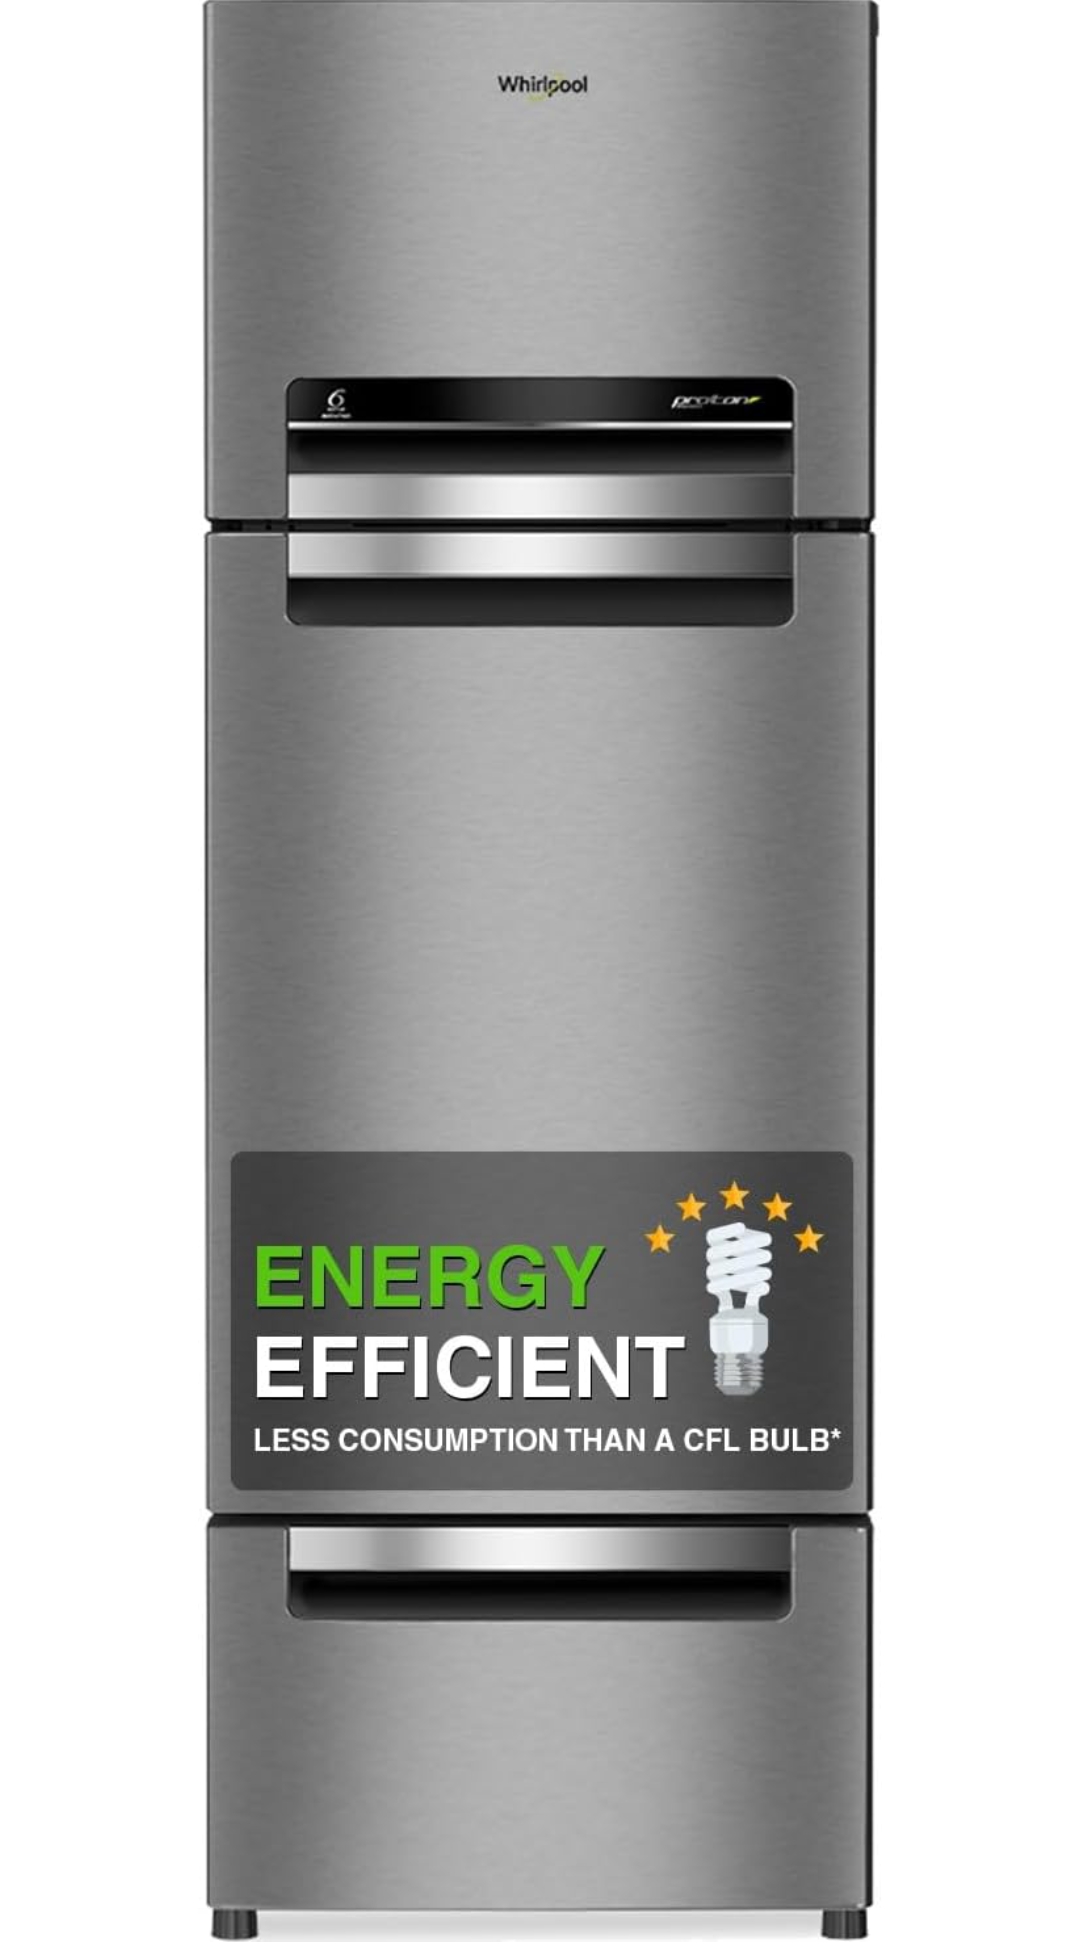 Whirlpool
6
proton
ENERGY
EFFICIENT
LESS CONSUMPTION THAN A CFL BULB*